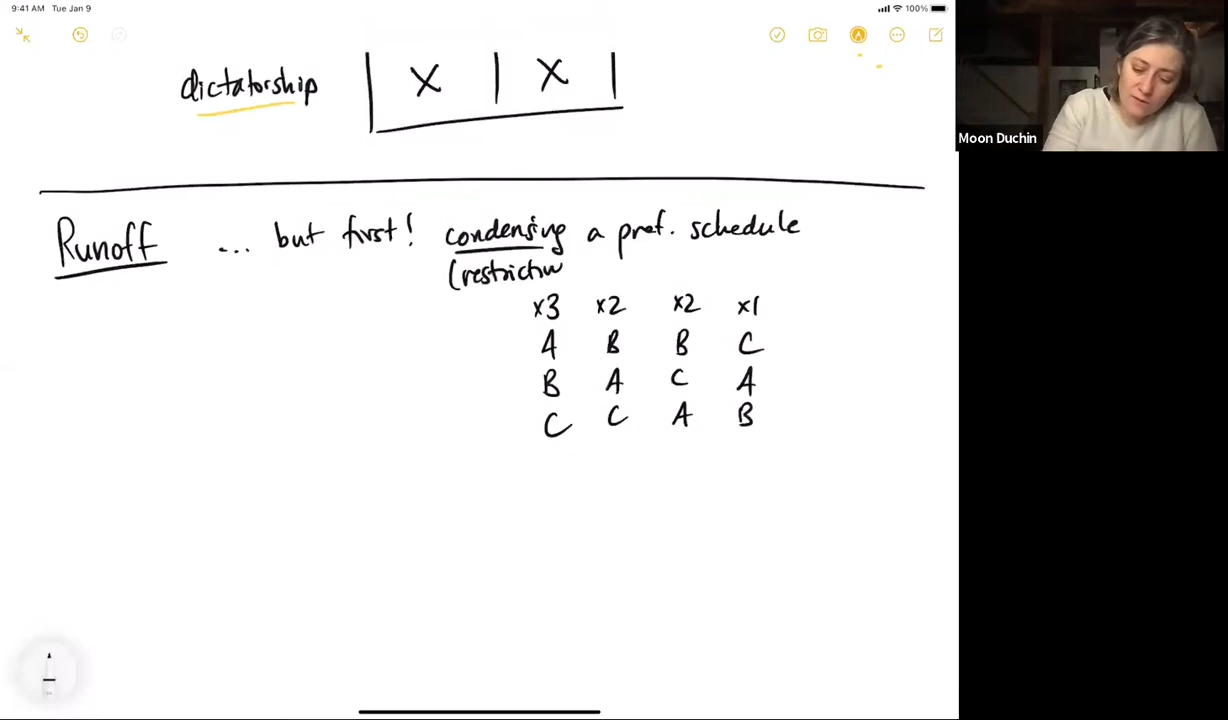 9:41 AM Tue Jan 9
100%
dictatorship X X
Moon Duchin
Runoff ... but first! condensing a pref. schedule
(restrictin
x3 x2 x2 x1
A B B C
B A C A
C C A B